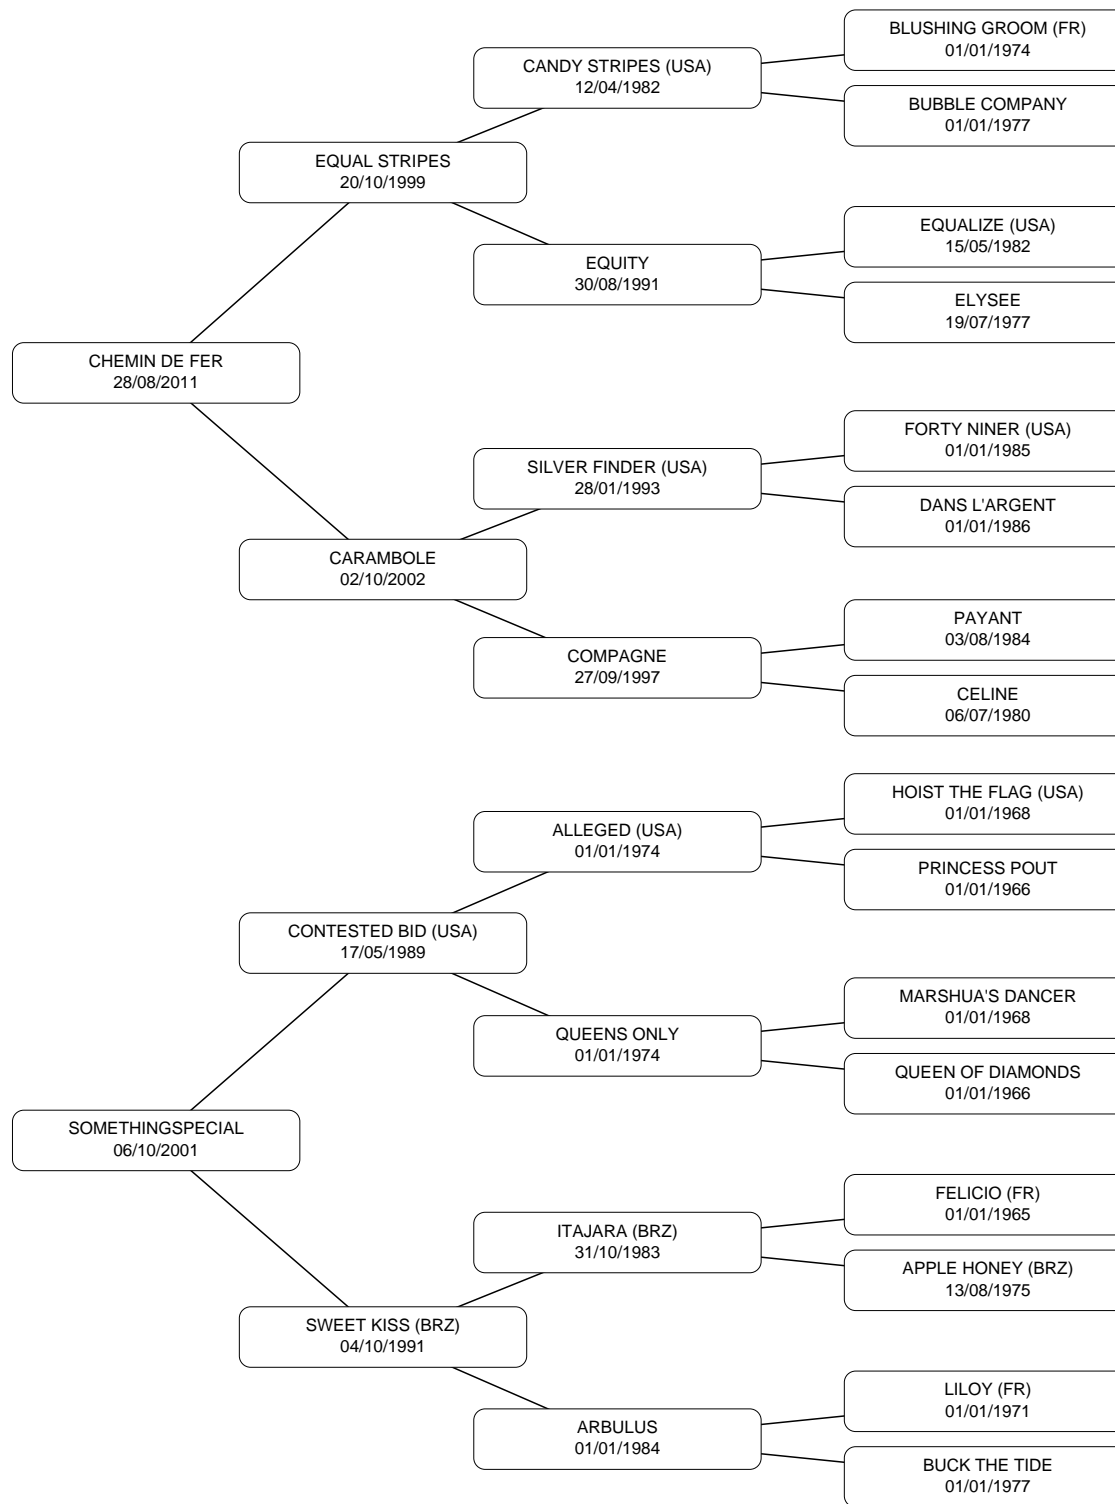 BLUSHING GROOM (FR)
01/01/1974
CANDY STRIPES (USA)
12/04/1982
BUBBLE COMPANY
01/01/1977
EQUAL STRIPES
20/10/1999
EQUALIZE (USA)
15/05/1982
EQUITY
30/08/1991
ELYSEE
19/07/1977
CHEMIN DE FER
28/08/2011
FORTY NINER (USA)
01/01/1985
SILVER FINDER (USA)
28/01/1993
DANS L'ARGENT
01/01/1986
CARAMBOLE
02/10/2002
PAYANT
03/08/1984
COMPAGNE
27/09/1997
CELINE
06/07/1980
HOIST THE FLAG (USA)
01/01/1968
ALLEGED (USA)
01/01/1974
PRINCESS POUT
01/01/1966
CONTESTED BID (USA)
17/05/1989
MARSHUA'S DANCER
01/01/1968
QUEENS ONLY
01/01/1974
QUEEN OF DIAMONDS
01/01/1966
SOMETHINGSPECIAL
06/10/2001
FELICIO (FR)
01/01/1965
ITAJARA (BRZ)
31/10/1983
APPLE HONEY (BRZ)
13/08/1975
SWEET KISS (BRZ)
04/10/1991
LILOY (FR)
01/01/1971
ARBULUS
01/01/1984
BUCK THE TIDE
01/01/1977